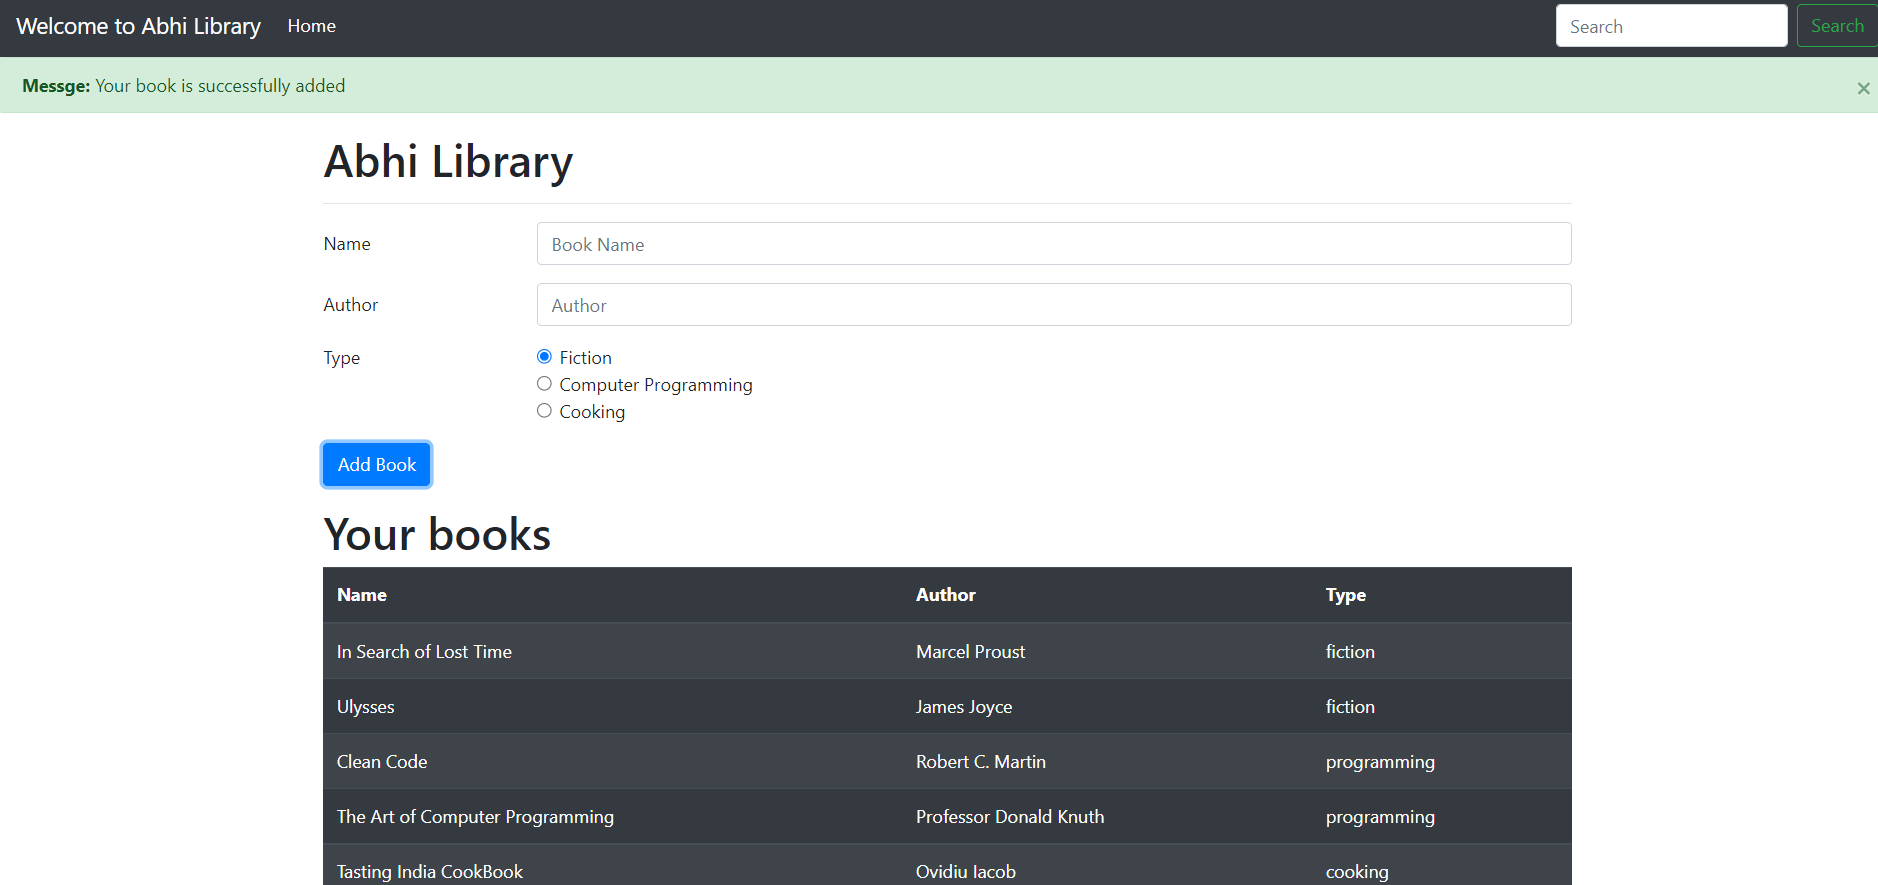 Welcome to Abhi Library Home Search Search
Messge: Your book is successfully added ×
Abhi Library
Name Book Name
Author Author
Type Fiction
Computer Programming
Cooking
Add Book
Your books
Name Author Type
In Search of Lost Time Marcel Proust fiction
Ulysses James Joyce fiction
Clean Code Robert C. Martin programming
The Art of Computer Programming Professor Donald Knuth programming
Tasting India CookBook Ovidiu Iacob cooking